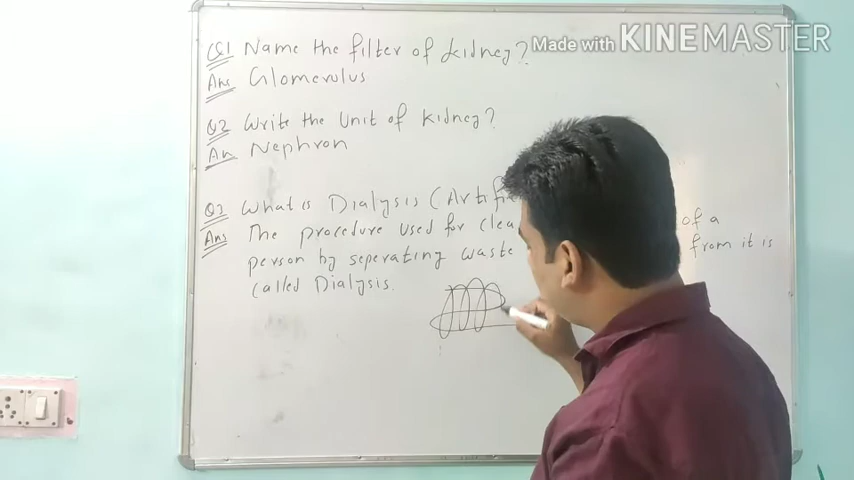 Made with KINEMASTER
Q1 Name the filter of kidney?
Ans Glomerulus
Q2 Write the Unit of kidney?
An Nephron
Q3 What is Dialysis (Artifi
Ans The procedure used for clea of a
person by seperating waste from it is
called Dialysis.